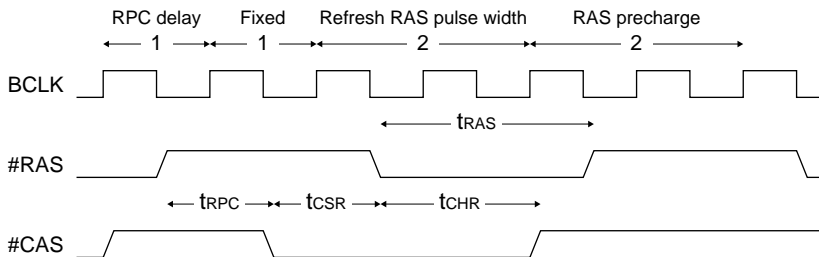 RPC delay Fixed Refresh RAS pulse width RAS precharge
1 1 2 2
BCLK
tRAS
#RAS
tRPC tCSR tCHR
#CAS